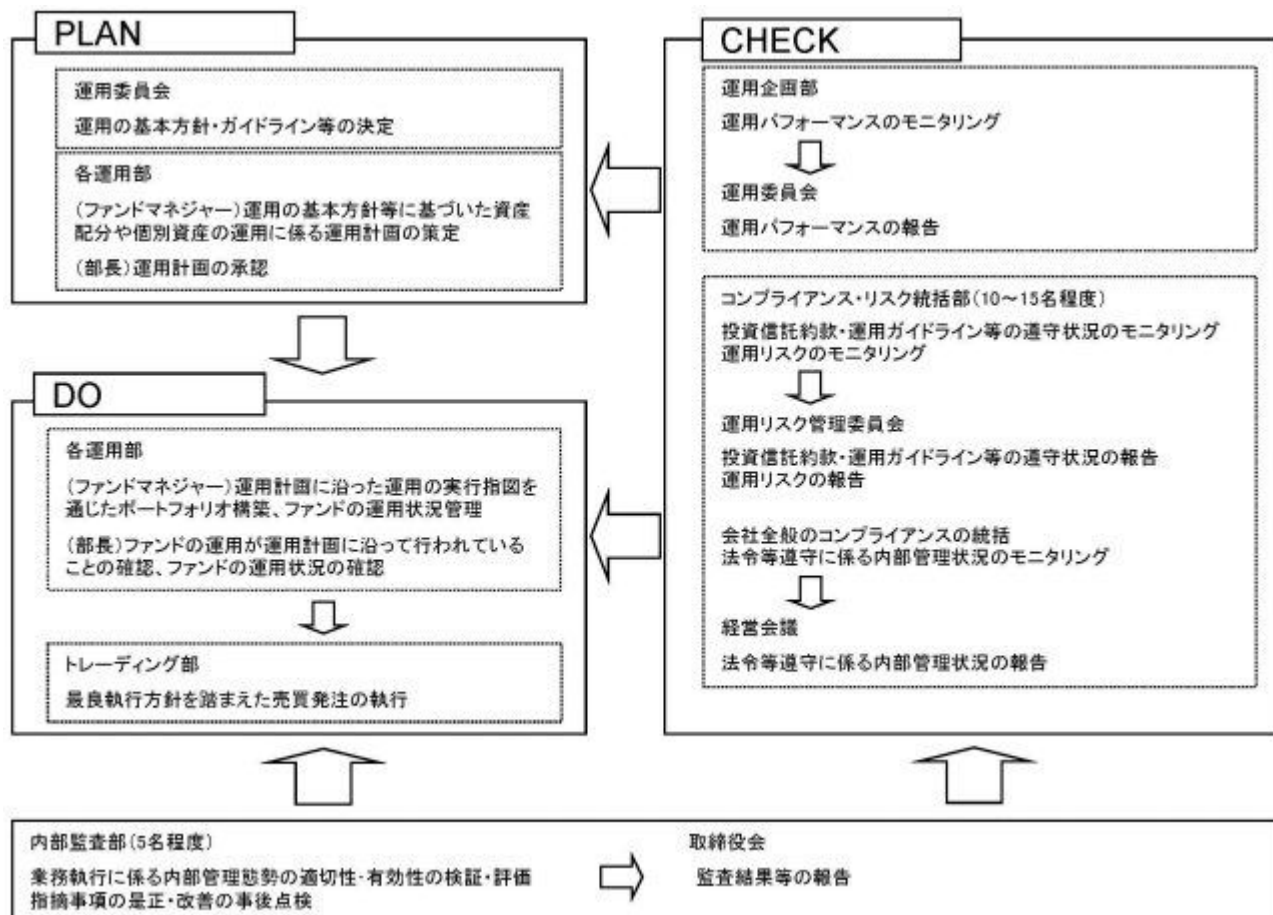 PLAN
運用委員会
運用の基本方針・ガイドライン等の決定
各運用部
(ファンドマネジャー)運用の基本方針等に基づいた資産
配分や個別資産の運用に係る運用計画の策定
(部長)運用計画の承認
DO
各運用部
(ファンドマネジャー)運用計画に沿った運用の実行指図を
通じたポートフォリオ構築、ファンドの運用状況管理
(部長)ファンドの運用が運用計画に沿って行われている
ことの確認、ファンドの運用状況の確認
トレーディング部
最良執行方針を踏まえた売買発注の執行
CHECK
運用企画部
運用パフォーマンスのモニタリング
運用委員会
運用パフォーマンスの報告
コンプライアンス・リスク統括部(10～15名程度)
投資信託約款・運用ガイドライン等の遵守状況のモニタリング
運用リスクのモニタリング
運用リスク管理委員会
投資信託約款・運用ガイドライン等の遵守状況の報告
運用リスクの報告
会社全般のコンプライアンスの統括
法令等遵守に係る内部管理状況のモニタリング
経営会議
法令等遵守に係る内部管理状況の報告
内部監査部(5名程度)
業務執行に係る内部管理態勢の適切性・有効性の検証・評価
指摘事項の是正・改善の事後点検
取締役会
監査結果等の報告